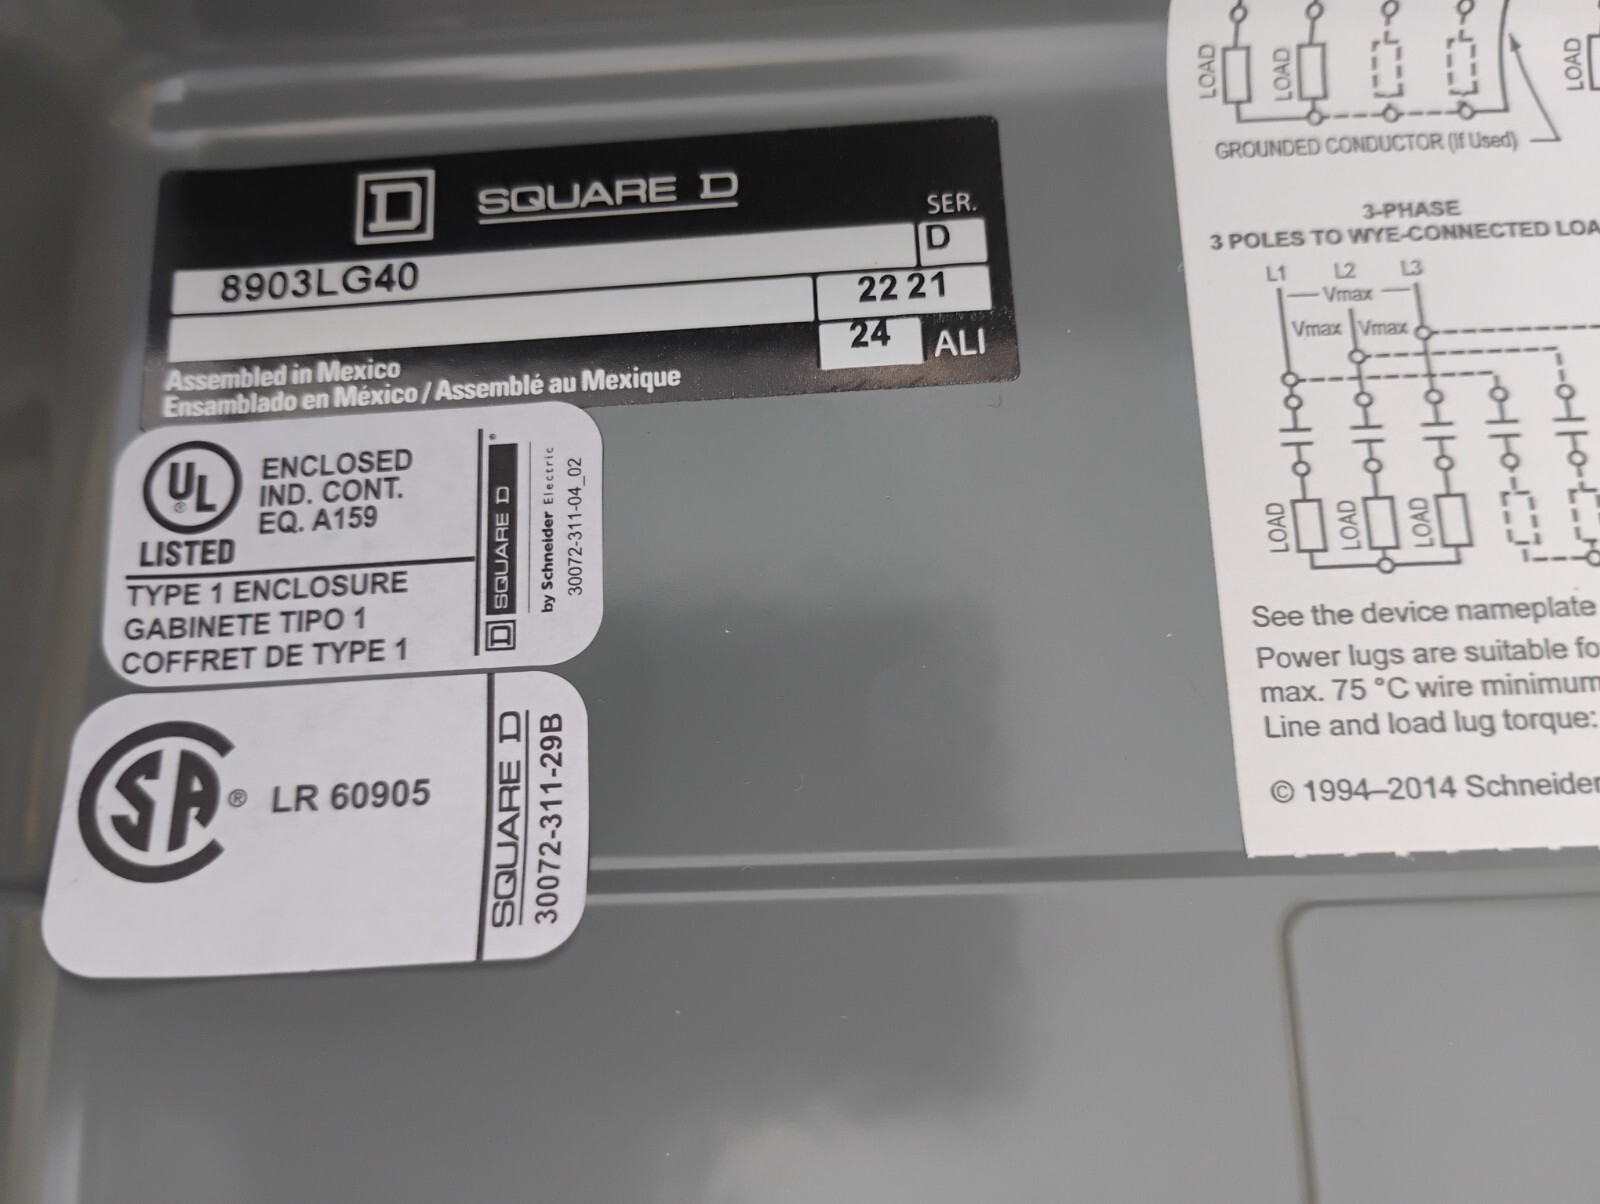 D SQUARE D
SER.
8903LG40 D
22 21
24 ALI
Assembled in Mexico
Ensamblado en México / Assemblé au Mexique
UL
®
LISTED
ENCLOSED
IND. CONT.
EQ. A159
TYPE 1 ENCLOSURE
GABINETE TIPO 1
COFFRET DE TYPE 1
D SQUARE D
by Schneider Electric
30072-311-04_02
SA ® LR 60905
SQUARE D
30072-311-29B
LOAD LOAD LOAD
GROUNDED CONDUCTOR (If Used)
3-PHASE
3 POLES TO WYE-CONNECTED LOA
L1 L2 L3
Vmax
Vmax Vmax
LOAD LOAD LOAD
See the device nameplate
Power lugs are suitable fo
max. 75 °C wire minimum
Line and load lug torque:
© 1994–2014 Schneider